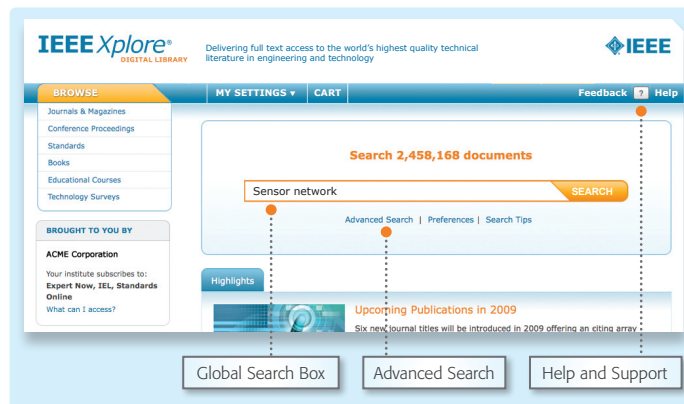 IEEE Xplore®
DIGITAL LIBRARY
Delivering full text access to the world's highest quality technical
literature in engineering and technology
IEEE
BROWSE
MY SETTINGS ▾
CART
Feedback ? Help
Journals & Magazines
Conference Proceedings
Standards
Books
Educational Courses
Technology Surveys
BROUGHT TO YOU BY
ACME Corporation
Your institute subscribes to:
Expert Now, IEL, Standards
Online
What can I access?
Search 2,458,168 documents
Sensor network
SEARCH
Advanced Search | Preferences | Search Tips
Highlights
Upcoming Publications in 2009
Six new journal titles will be introduced in 2009 offering an citing array
Global Search Box
Advanced Search
Help and Support